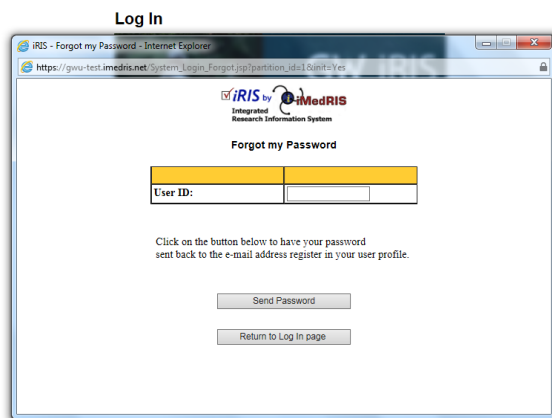 Log In
iRIS - Forgot my Password - Internet Explorer
https://gwu-test.imedris.net/System_Login_Forgot.jsp?partition_id=1&init=Yes
GW iRIS
iRIS by iMedRIS
Integrated
Research Information System
Forgot my Password
User ID:
Click on the button below to have your password
sent back to the e-mail address register in your user profile.
Send Password
Return to Log In page